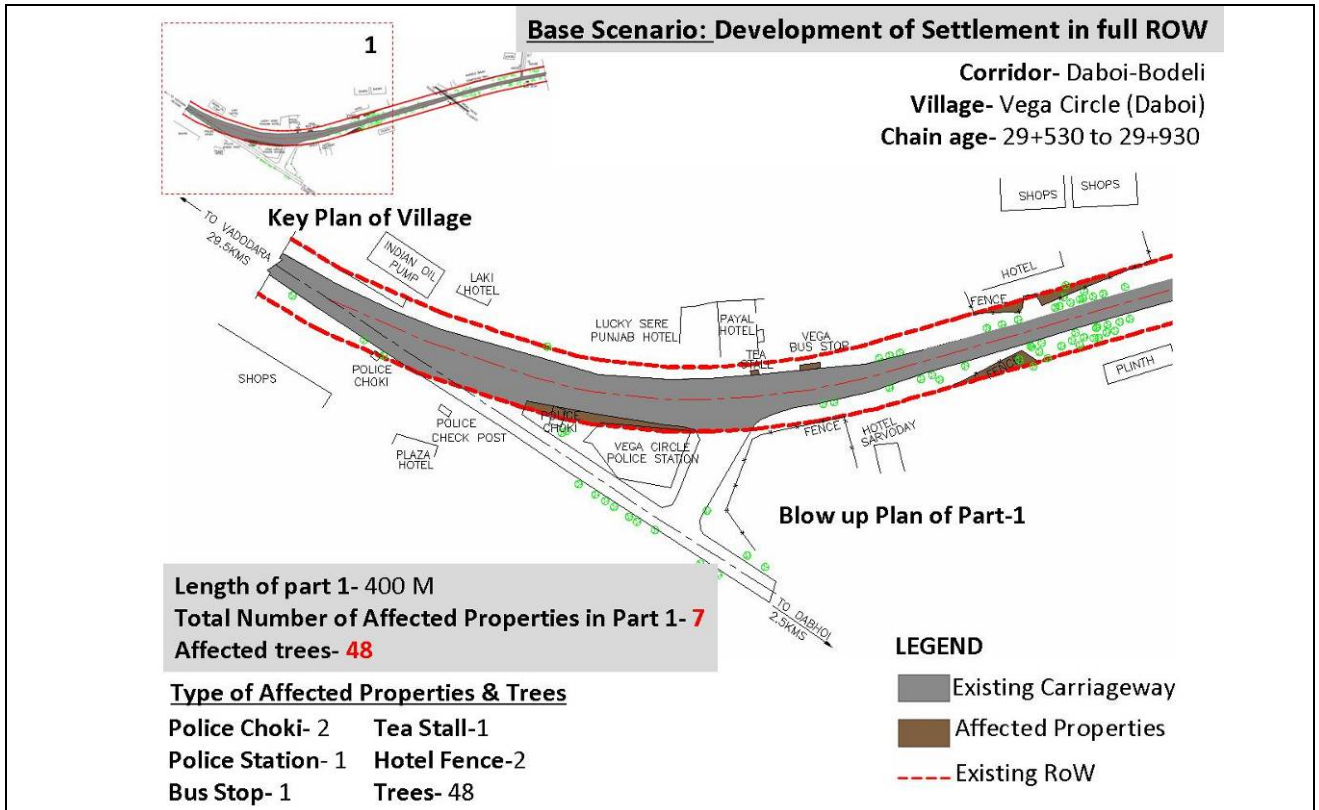 Base Scenario: Development of Settlement in full ROW
1
Corridor- Daboi-Bodeli
Village- Vega Circle (Daboi)
Chain age- 29+530 to 29+930
Key Plan of Village
TO VADODARA
29.5KMS
INDIAN OIL
PUMP
LAKI
HOTEL
SHOPS
SHOPS
HOTEL
FENCE
LUCKY SERE
PUNJAB HOTEL
PAYAL
HOTEL
TEA
STALL
VEGA
BUS STOP
SHOPS
POLICE
CHOKI
FENCE
PLINTH
POLICE
CHECK POST
POLICE
CHOKI
PLAZA
HOTEL
VEGA CIRCLE
POLICE STATION
FENCE
HOTEL
SARVODAY
Blow up Plan of Part-1
TO DABHOI
2.5KMS
Length of part 1- 400 M
Total Number of Affected Properties in Part 1- 7
Affected trees- 48
Type of Affected Properties & Trees
Police Choki- 2 Tea Stall-1
Police Station- 1 Hotel Fence-2
Bus Stop- 1 Trees- 48
LEGEND
Existing Carriageway
Affected Properties
Existing RoW